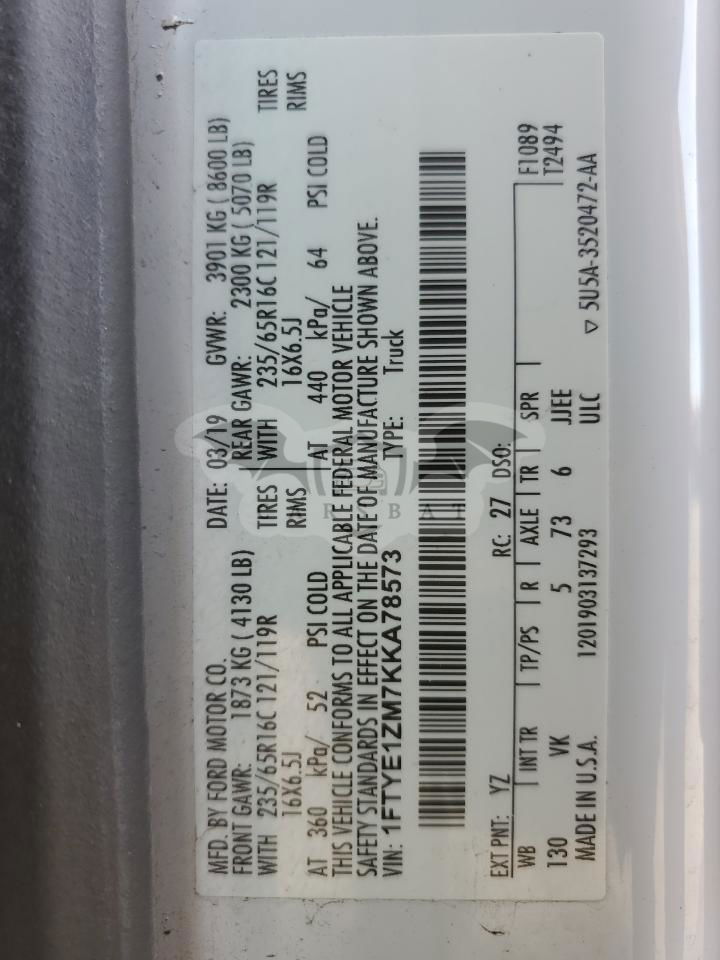 MFD. BY FORD MOTOR CO. DATE: 03/19 GVWR: 3901 KG ( 8600 LB)
FRONT GAWR: 1873 KG ( 4130 LB) REAR GAWR: 2300 KG ( 5070 LB)
WITH 235/65R16C 121/119R TIRES WITH 235/65R16C 121/119R TIRES
16X6.5J RIMS 16X6.5J RIMS
AT 360 kPa/ 52 PSI COLD AT 440 kPa/ 64 PSI COLD
THIS VEHICLE CONFORMS TO ALL APPLICABLE FEDERAL MOTOR VEHICLE
SAFETY STANDARDS IN EFFECT ON THE DATE OF MANUFACTURE SHOWN ABOVE.
VIN: 1FTYE1ZM7KKA78573 TYPE: Truck
EXT PNT: YZ RC: 27 DSO:
WB INT TR TP/PS R AXLE TR SPR F1089
130 VK 5 73 6 JJEE T2494
MADE IN U.S.A. 1201903137293 ULC ▽ 5U5A-3520472-AA
RSBAT